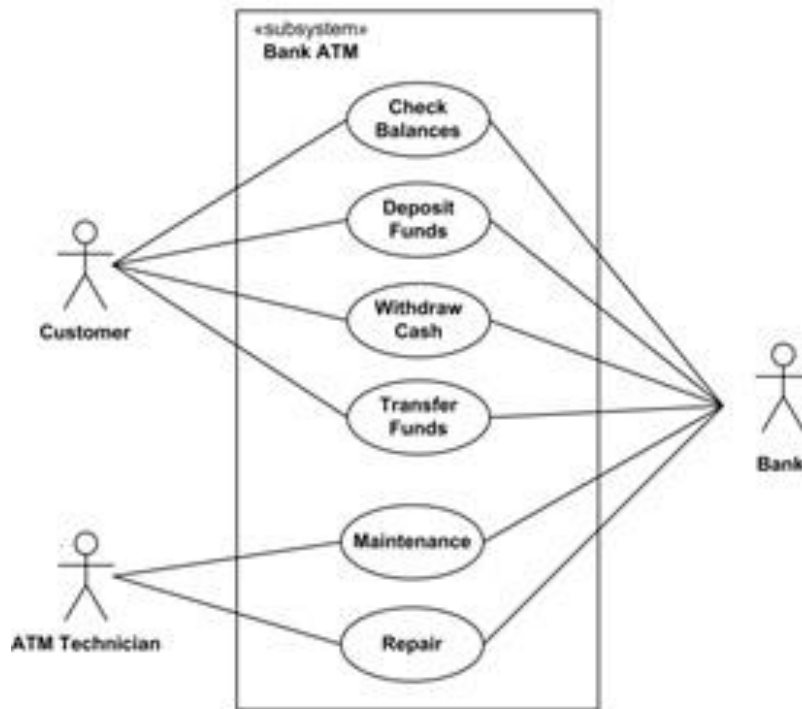 «subsystem»
Bank ATM
Check
Balances
Deposit
Funds
Customer
Withdraw
Cash
Transfer
Funds
Bank
Maintenance
ATM Technician
Repair